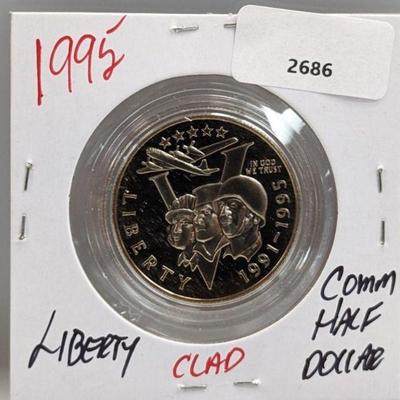 1995
2686
IN GOD
WE TRUST
LIBERTY
1991-1995
LIBERTY
CLAD
COMM
HALF
DOLLAR